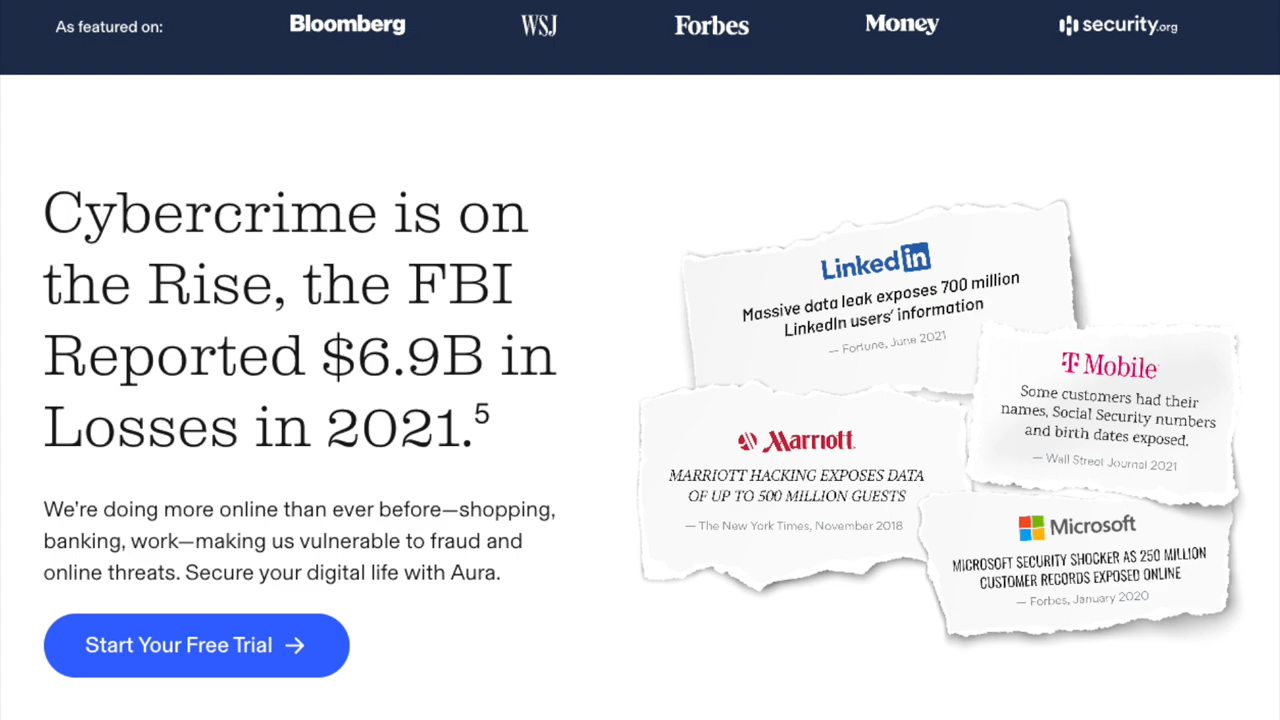 As featured on:
Bloomberg
WSJ
Forbes
Money
security.org
Cybercrime is on
the Rise, the FBI
Reported $6.9B in
Losses in 2021.5
We're doing more online than ever before—shopping,
banking, work—making us vulnerable to fraud and
online threats. Secure your digital life with Aura.
Start Your Free Trial →
Linked in
Massive data leak exposes 700 million
LinkedIn users' information
— Fortune, June 2021
T Mobile
Some customers had their
names, Social Security numbers
and birth dates exposed.
— Wall Street Journal 2021
Marriott
MARRIOTT HACKING EXPOSES DATA
OF UP TO 500 MILLION GUESTS
— The New York Times, November 2018
Microsoft
MICROSOFT SECURITY SHOCKER AS 250 MILLION
CUSTOMER RECORDS EXPOSED ONLINE
— Forbes, January 2020